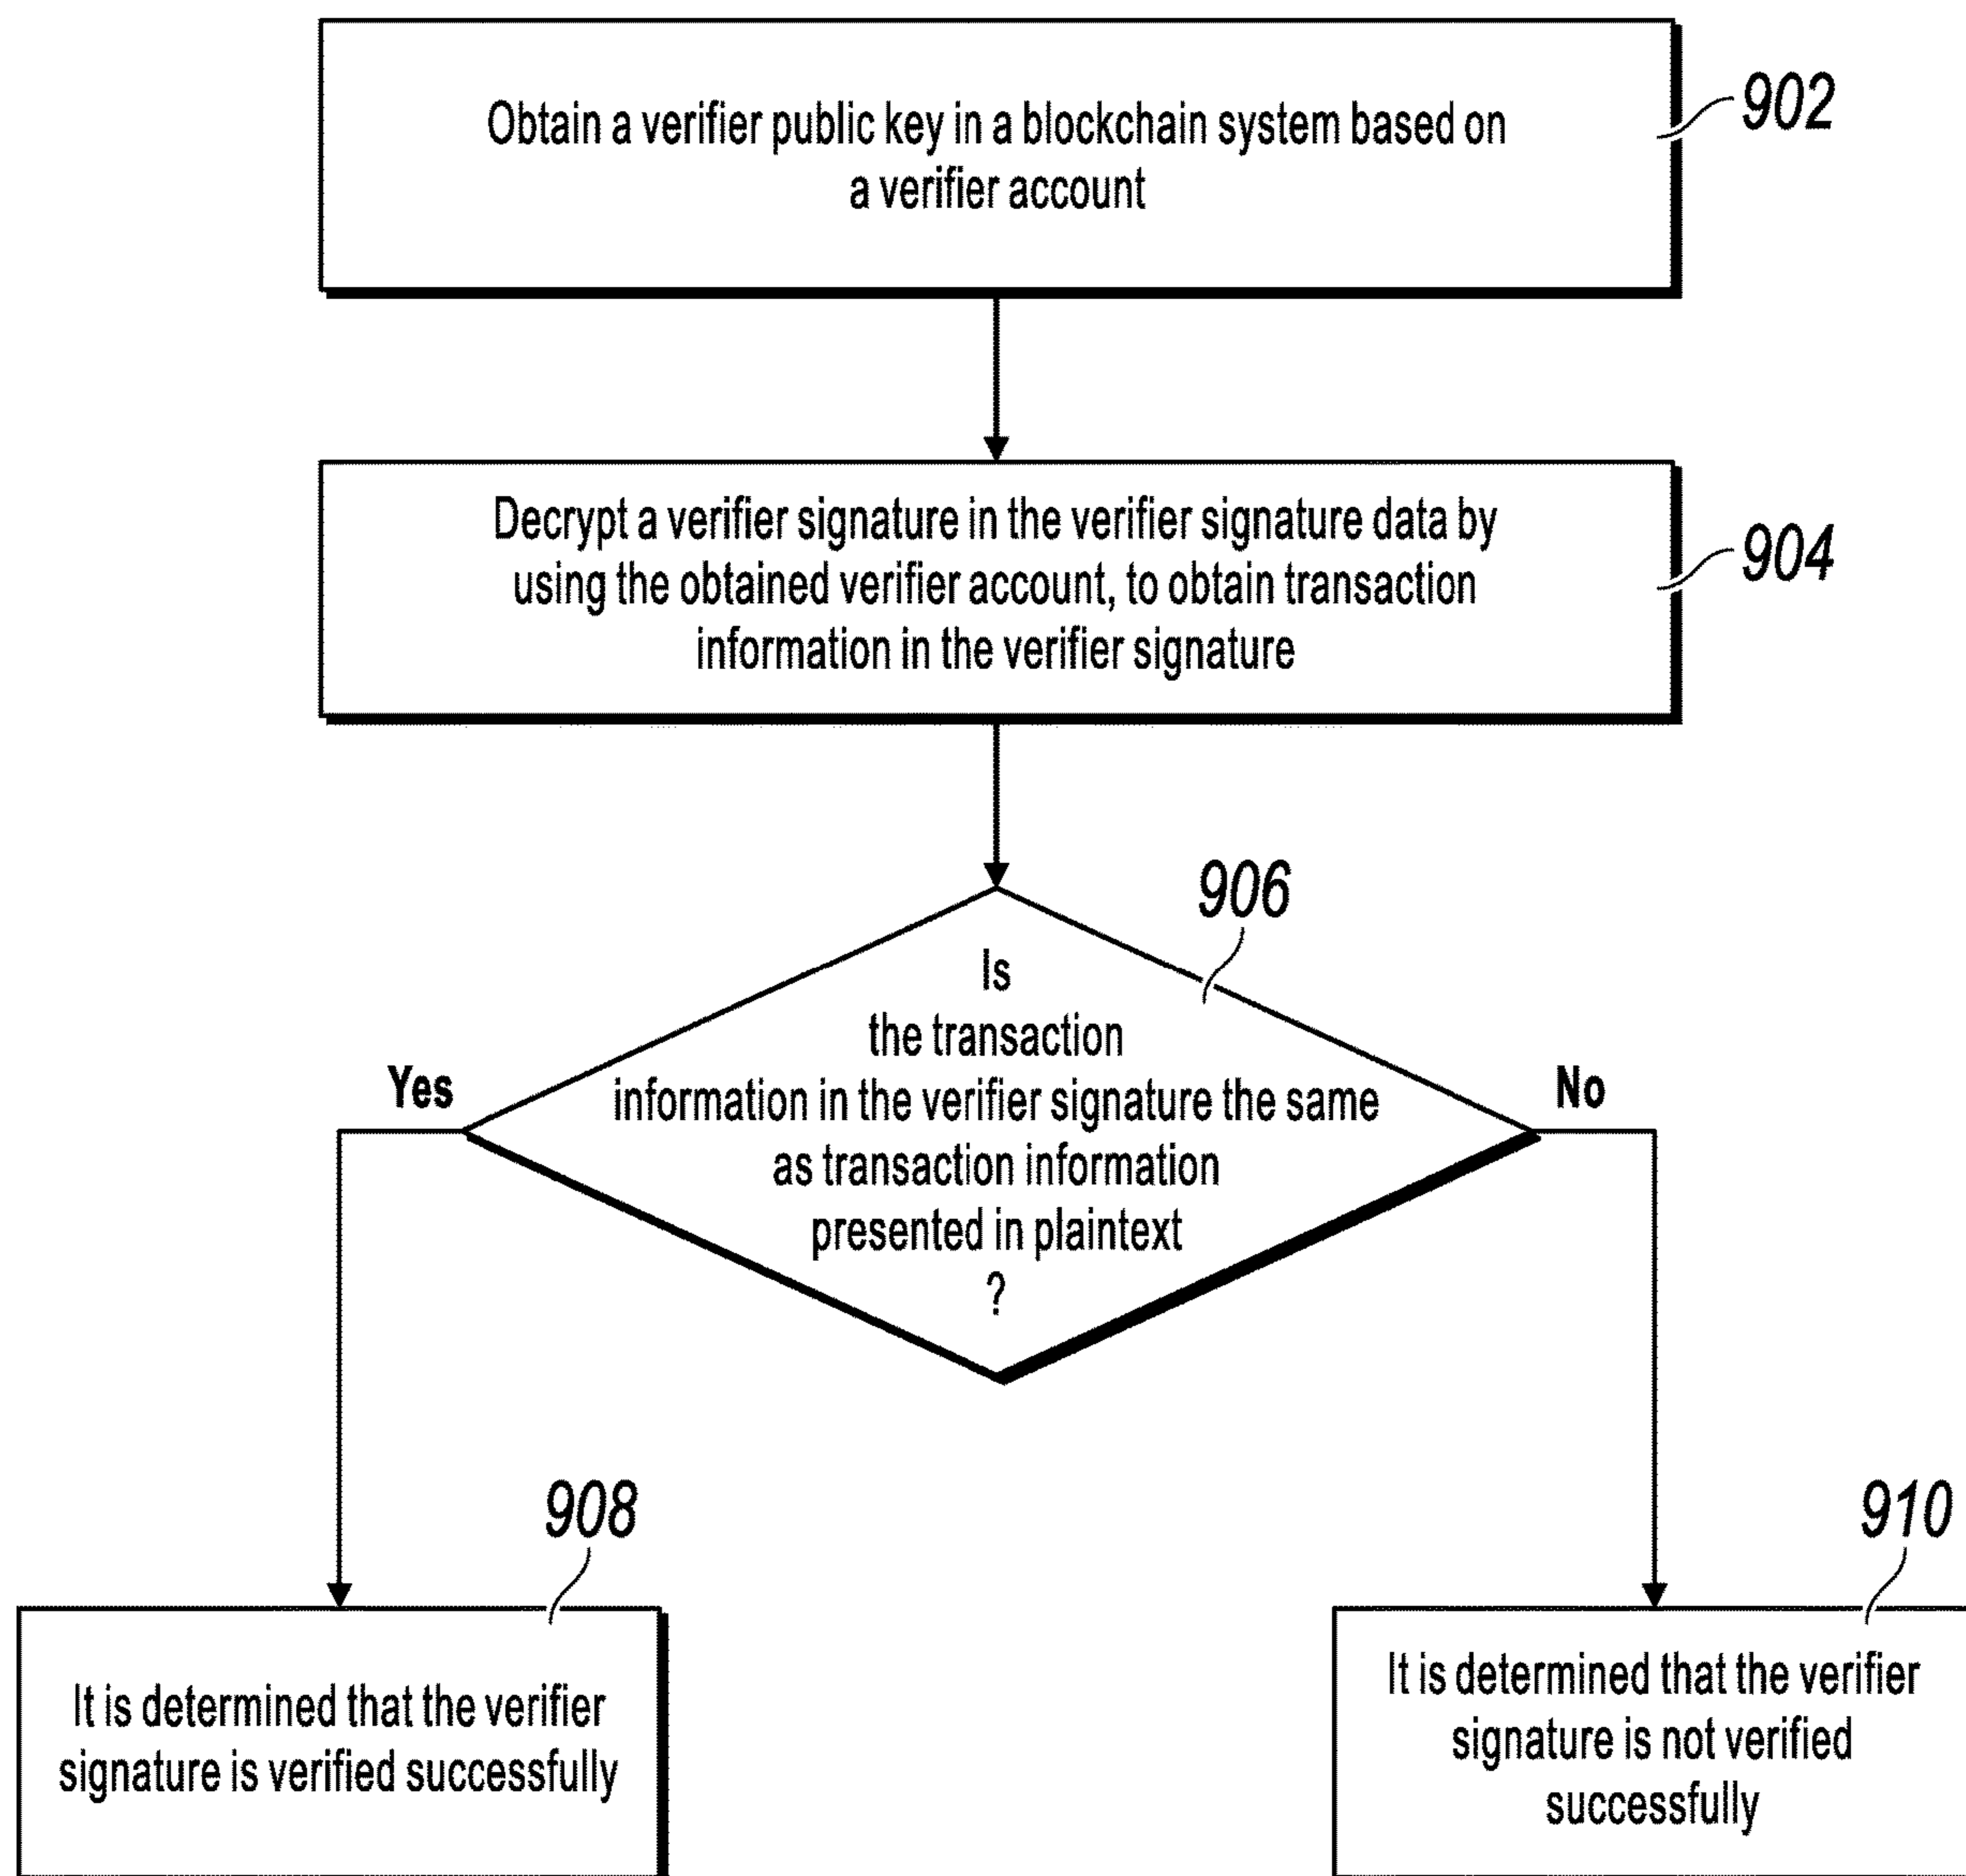 Obtain a verifier public key in a blockchain system based on
a verifier account
902
Decrypt a verifier signature in the verifier signature data by
using the obtained verifier account, to obtain transaction
information in the verifier signature
904
906
Is
the transaction
information in the verifier signature the same
as transaction information
presented in plaintext
?
Yes
No
908
It is determined that the verifier
signature is verified successfully
910
It is determined that the verifier
signature is not verified
successfully